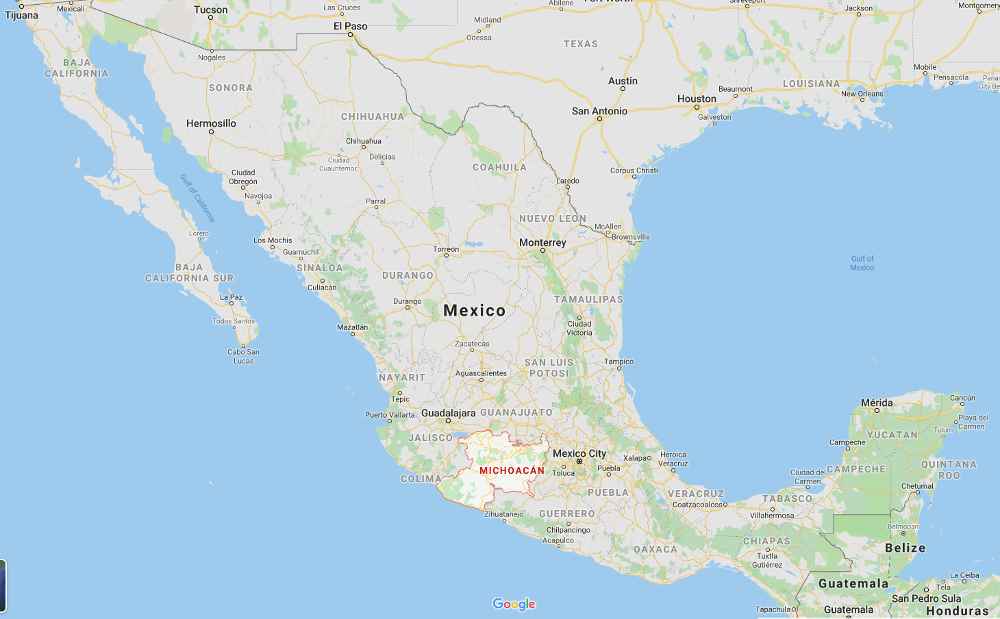 Tijuana
Mexicali
Tucson
Las Cruces
El Paso
Abilene
Fort Worth
Shreveport
Jackson
Montgomery
Midland
Odessa
TEXAS
Nogales
BAJA
CALIFORNIA
SONORA
Austin
Houston
Beaumont
LOUISIANA
Mobile
Pensacola
New Orleans
CHIHUAHUA
San Antonio
Galveston
Hermosillo
Chihuahua
Ciudad
Cuauhtemoc
Delicias
COAHUILA
Corpus Christi
Laredo
Ciudad
Obregón
Navojoa
Gulf of California
Parral
NUEVO LEON
McAllen
Brownsville
Loreto
Los Mochis
Guamúchil
Torreón
Monterrey
BAJA
CALIFORNIA SUR
SINALOA
Culiacán
DURANGO
Gulf of
Mexico
La Paz
Durango
Mexico
TAMAULIPAS
Todos Santos
Mazatlán
Ciudad
Victoria
Cabo San
Lucas
Zacatecas
SAN LUIS
POTOSI
Tampico
NAYARIT
Aguascalientes
Tepic
Mérida
Cancún
Puerto Vallarta
Guadalajara
GUANAJUATO
Playa del
Carmen
Tulum
YUCATAN
JALISCO
Campeche
Mexico City
Xalapa
Heroica
Veracruz
MICHOACÁN
Toluca
Puebla
COLIMA
Ciudad del
Carmen
CAMPECHE
QUINTANA
ROO
Chetumal
PUEBLA
VERACRUZ
Coatzacoalcos
TABASCO
Villahermosa
Zihuatanejo
GUERRERO
Chilpancingo
Acapulco
OAXACA
CHIAPAS
Tuxtla
Gutiérrez
Belmopan
Belize
Guatemala
La Ceiba
Tela
San Pedro Sula
Honduras
Tapachula
Guatemala
Google